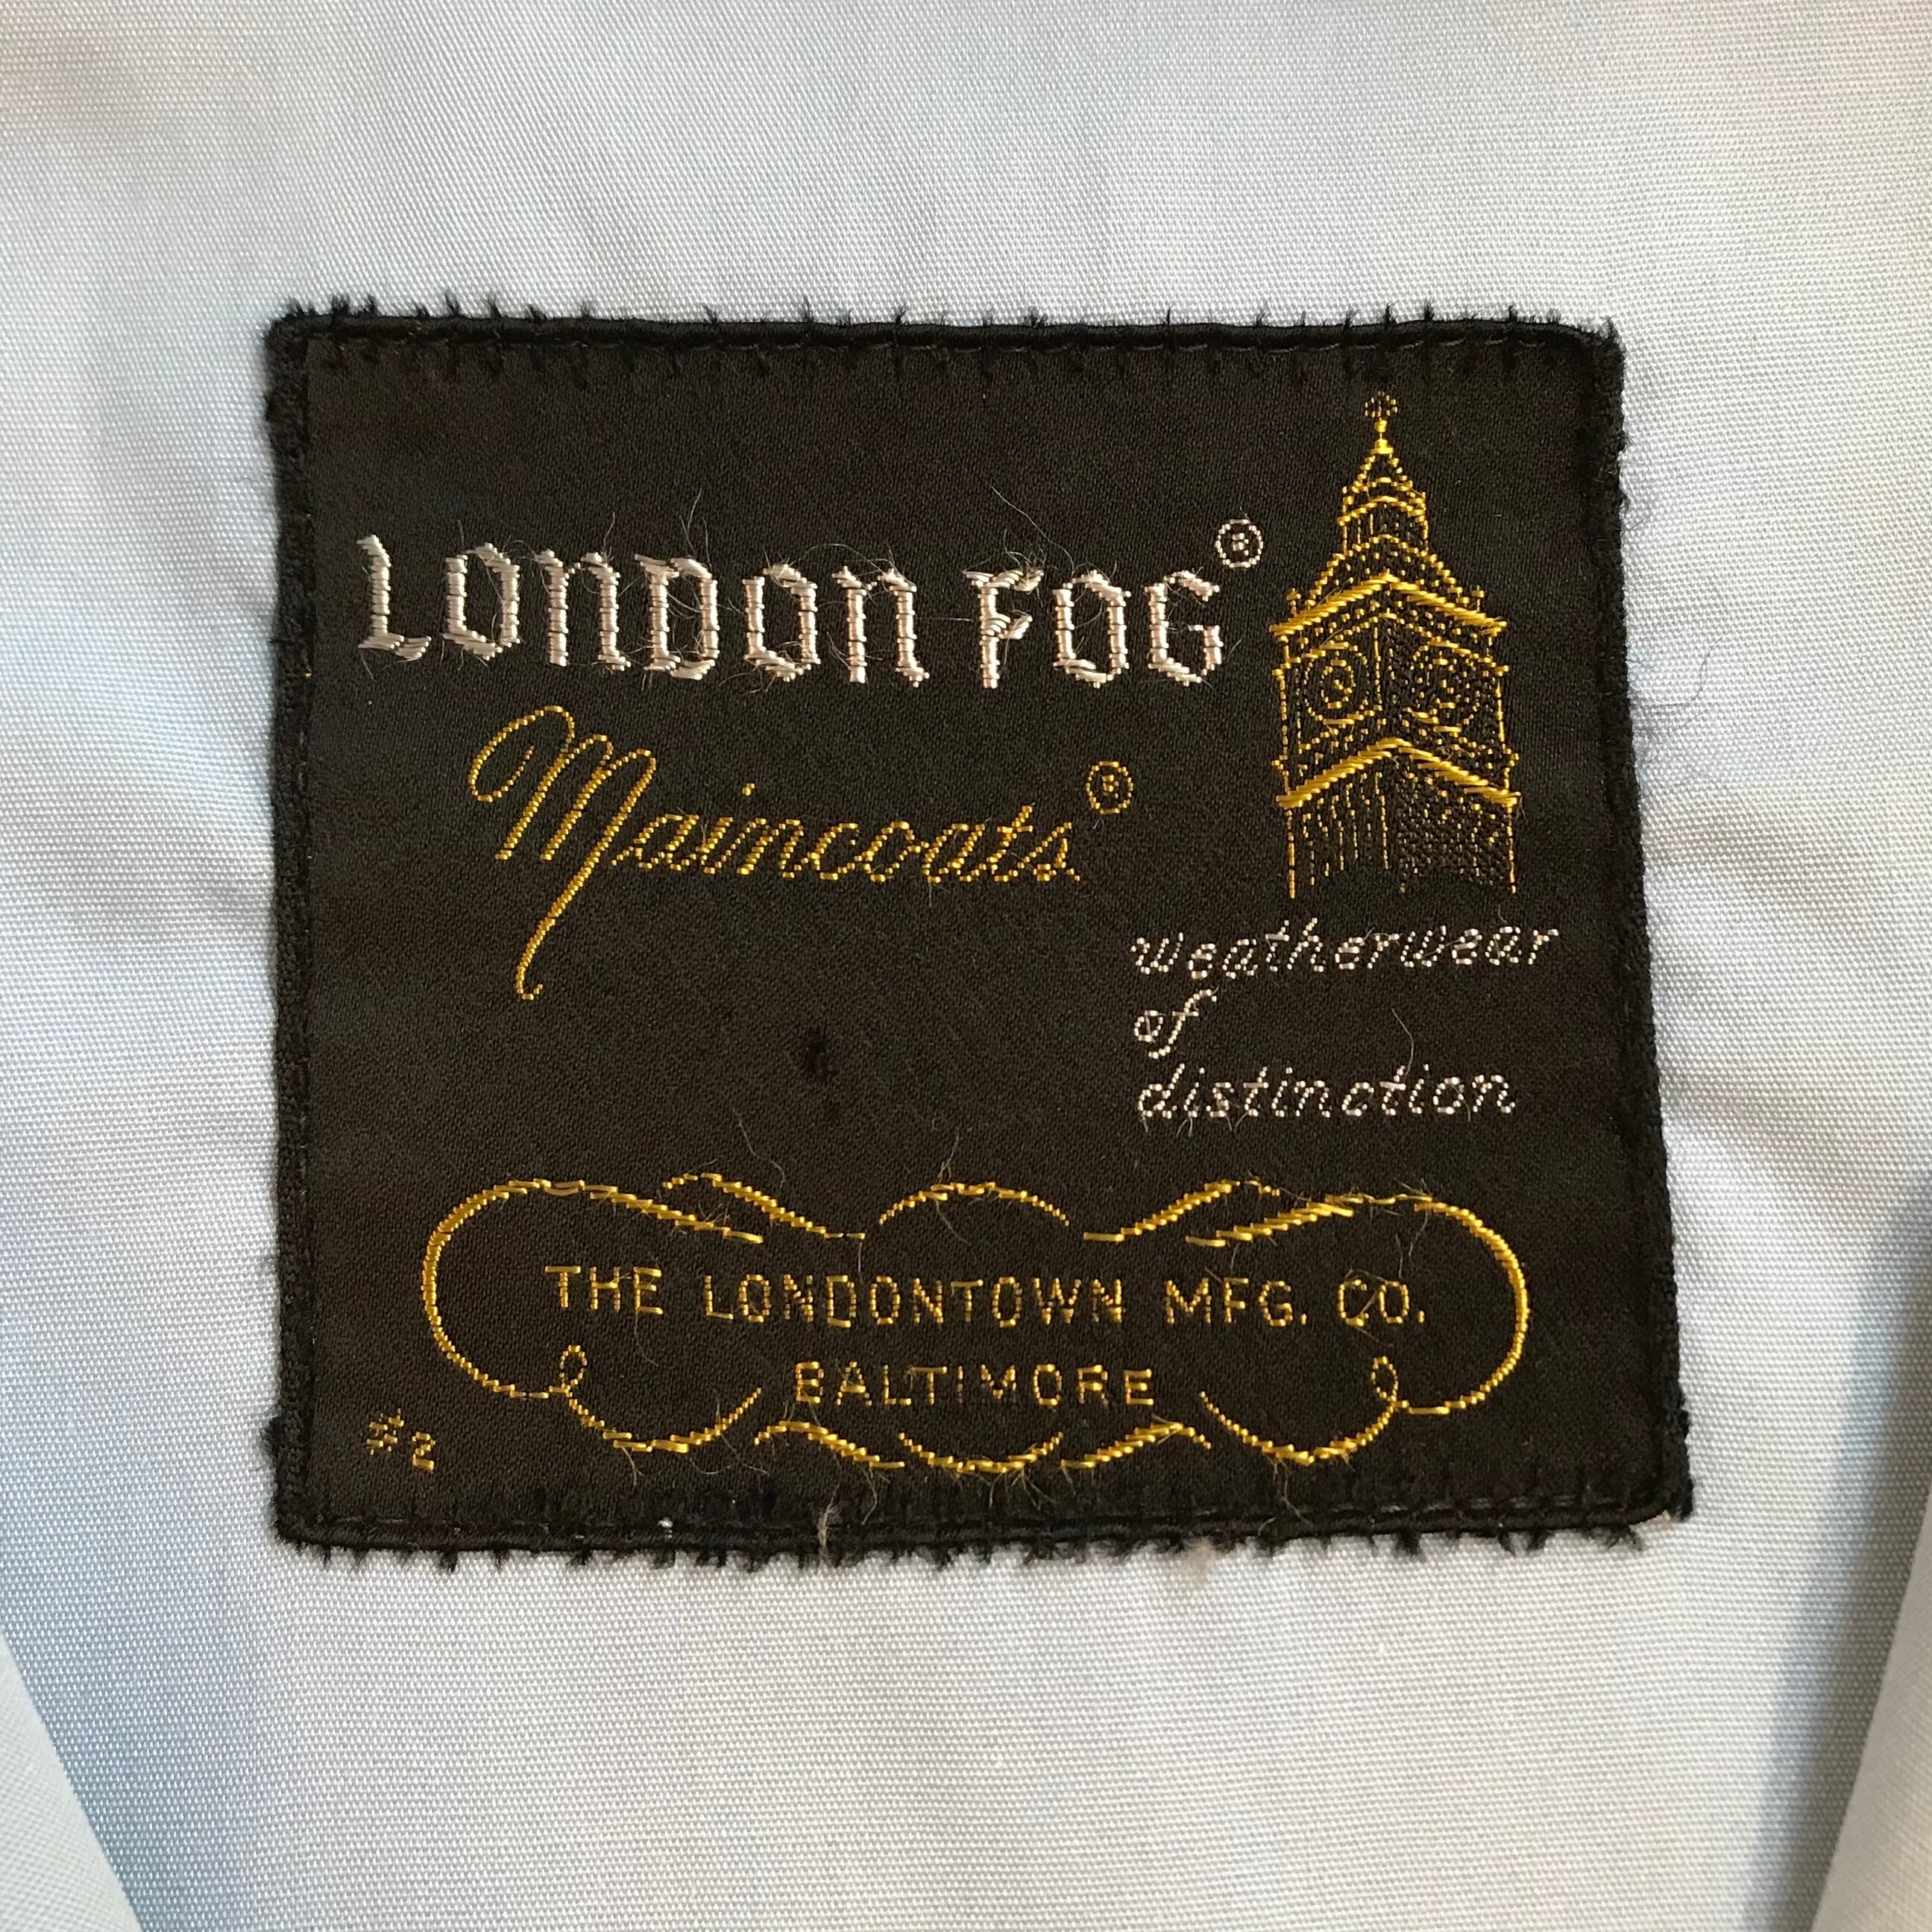 LONDON FOG®
Maincoats®
weatherwear
of
distinction
THE LONDONTOWN MFG. CO.
BALTIMORE
#2